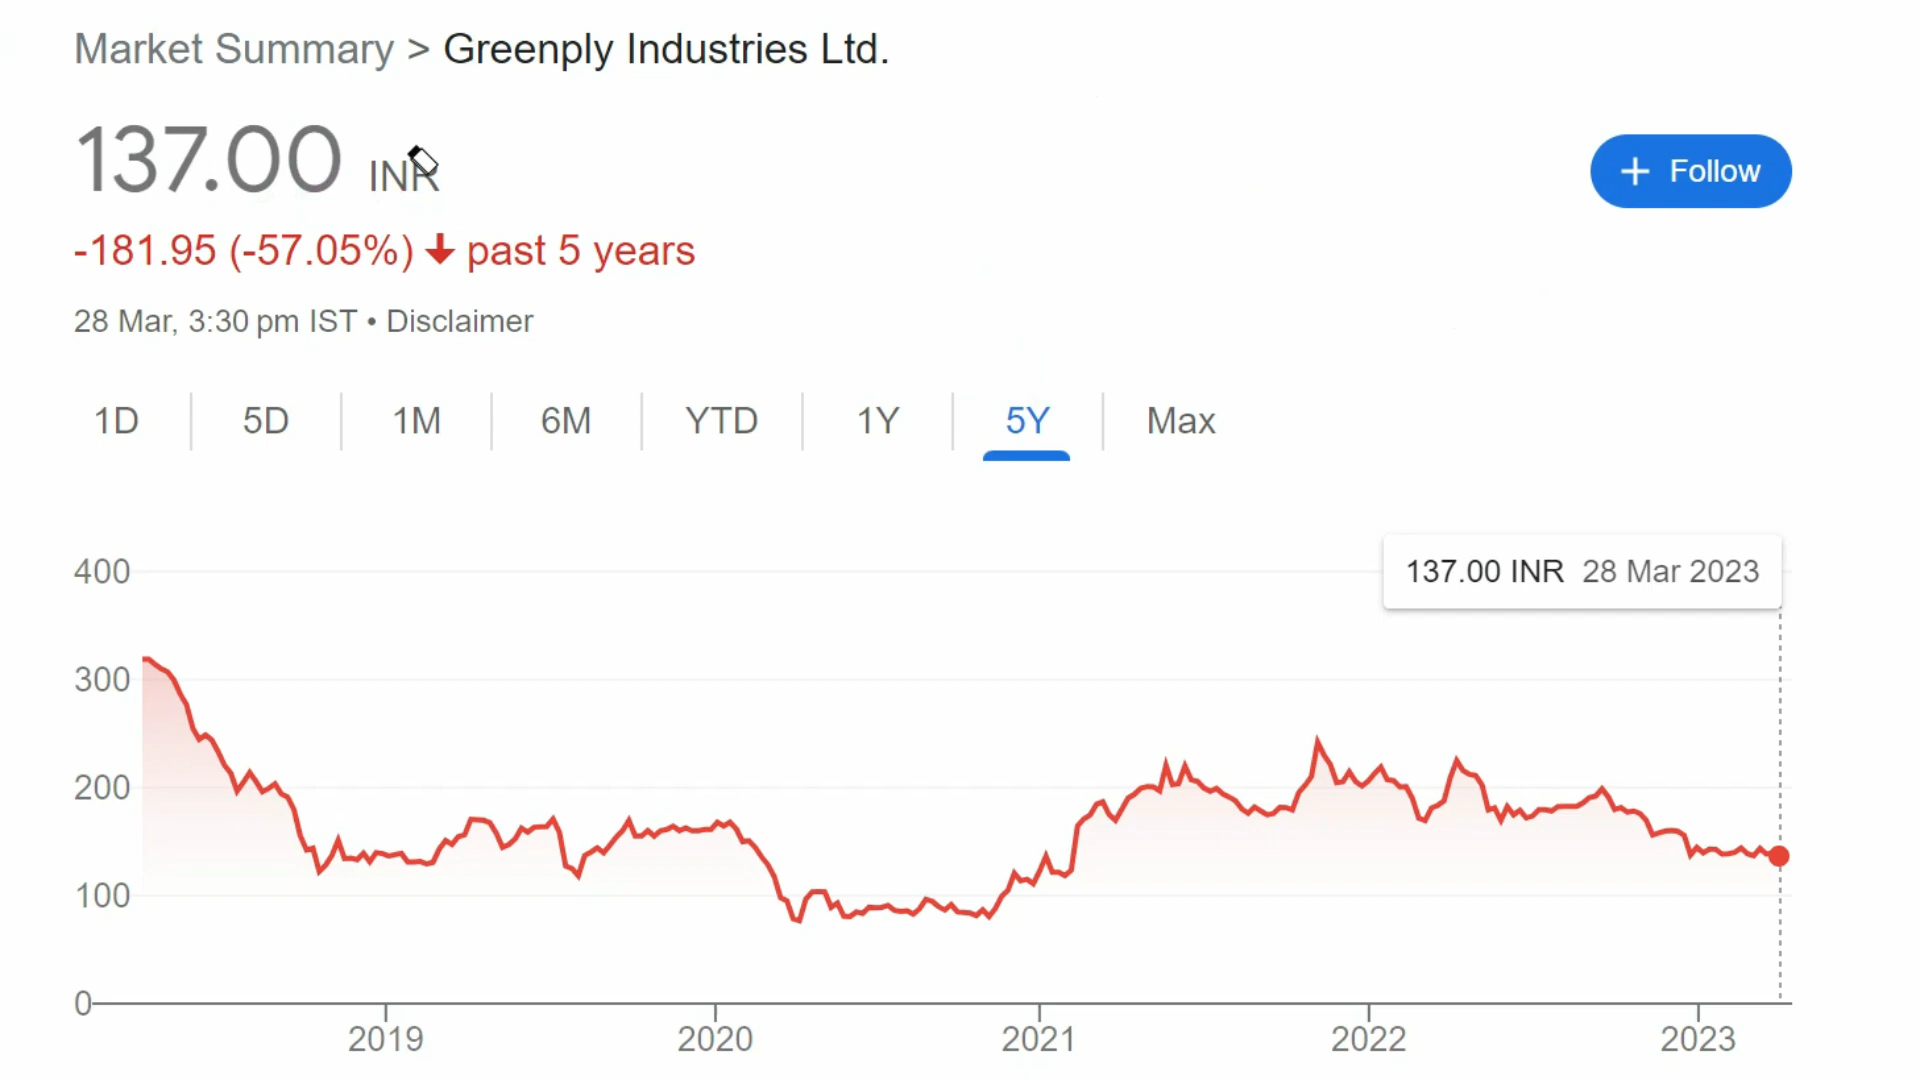 Market Summary > Greenply Industries Ltd.
137.00 INR
+ Follow
-181.95 (-57.05%) ↓ past 5 years
28 Mar, 3:30 pm IST • Disclaimer
1D 5D 1M 6M YTD 1Y 5Y Max
137.00 INR 28 Mar 2023
400
300
200
100
0
2019 2020 2021 2022 2023